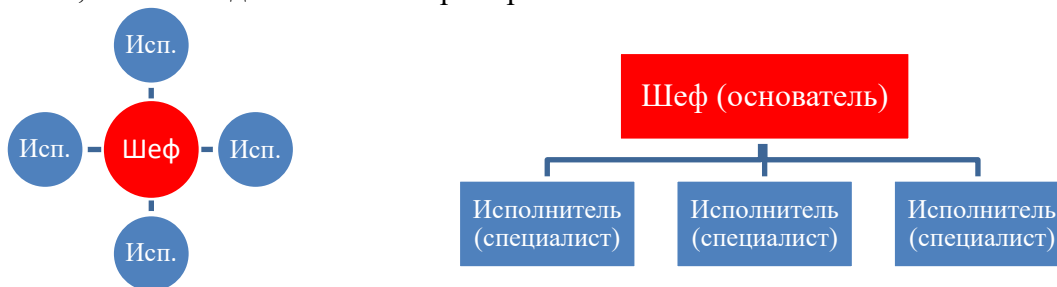 Исп.
Исп.
Шеф
Исп.
Исп.
Шеф (основатель)
Исполнитель
(специалист)
Исполнитель
(специалист)
Исполнитель
(специалист)